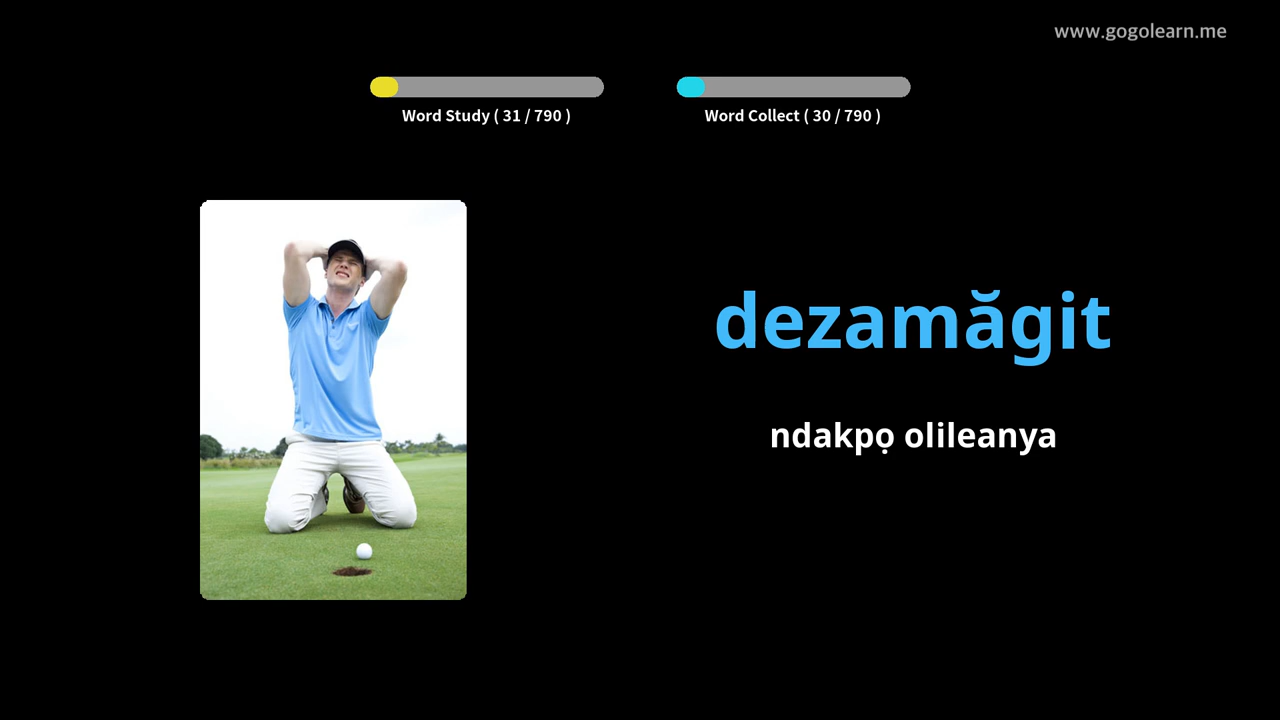 www.gogolearn.me
Word Study ( 31 / 790 )
Word Collect ( 30 / 790 )
dezamăgit
ndakpọ olileanya